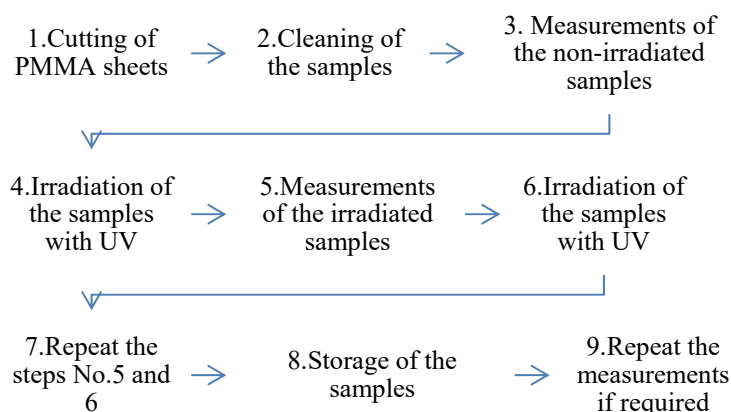 1.Cutting of
PMMA sheets
2.Cleaning of
the samples
3. Measurements of
the non-irradiated
samples
4.Irradiation of
the samples
with UV
5.Measurements
of the irradiated
samples
6.Irradiation of
the samples
with UV
7.Repeat the
steps No.5 and
6
8.Storage of the
samples
9.Repeat the
measurements
if required